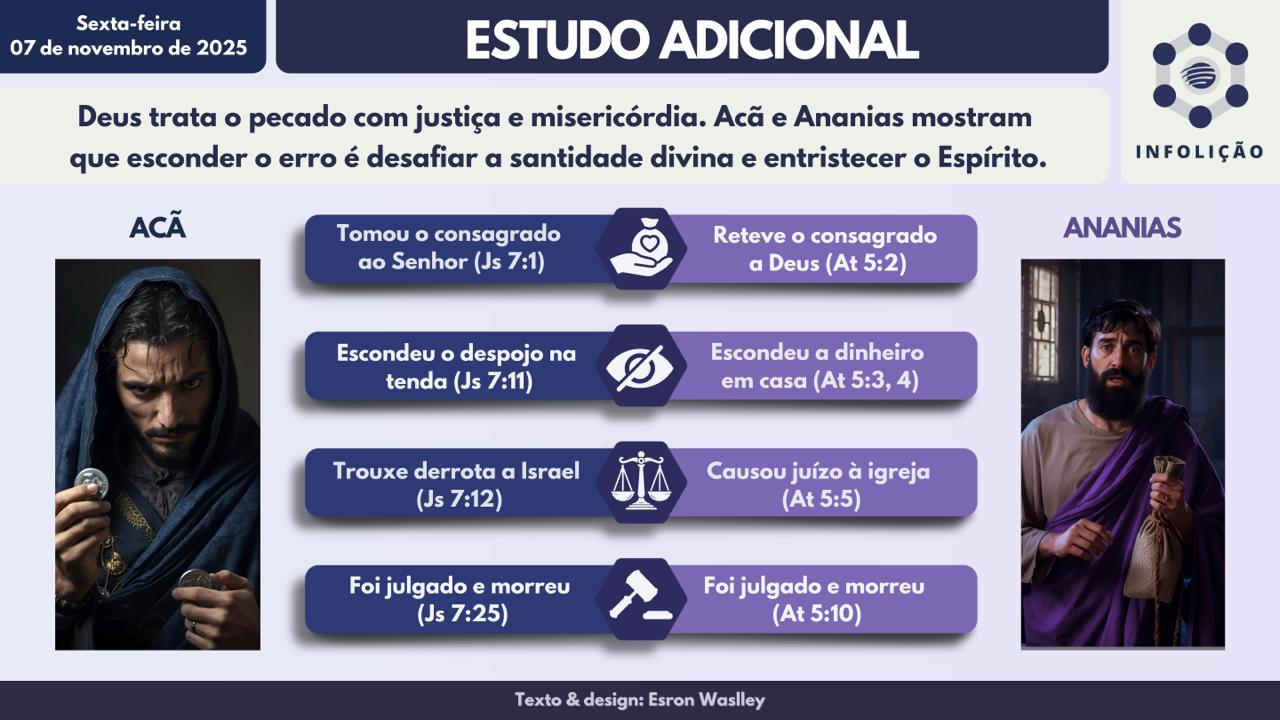 Sexta-feira
07 de novembro de 2025
ESTUDO ADICIONAL
INFOLIÇÃO
Deus trata o pecado com justiça e misericórdia. Acã e Ananias mostram
que esconder o erro é desafiar a santidade divina e entristecer o Espírito.
ACÃ
ANANIAS
Tomou o consagrado
ao Senhor (Js 7:1)
Reteve o consagrado
a Deus (At 5:2)
Escondeu o despojo na
tenda (Js 7:11)
Escondeu a dinheiro
em casa (At 5:3, 4)
Trouxe derrota a Israel
(Js 7:12)
Causou juízo à igreja
(At 5:5)
Foi julgado e morreu
(Js 7:25)
Foi julgado e morreu
(At 5:10)
Texto & design: Esron Waslley